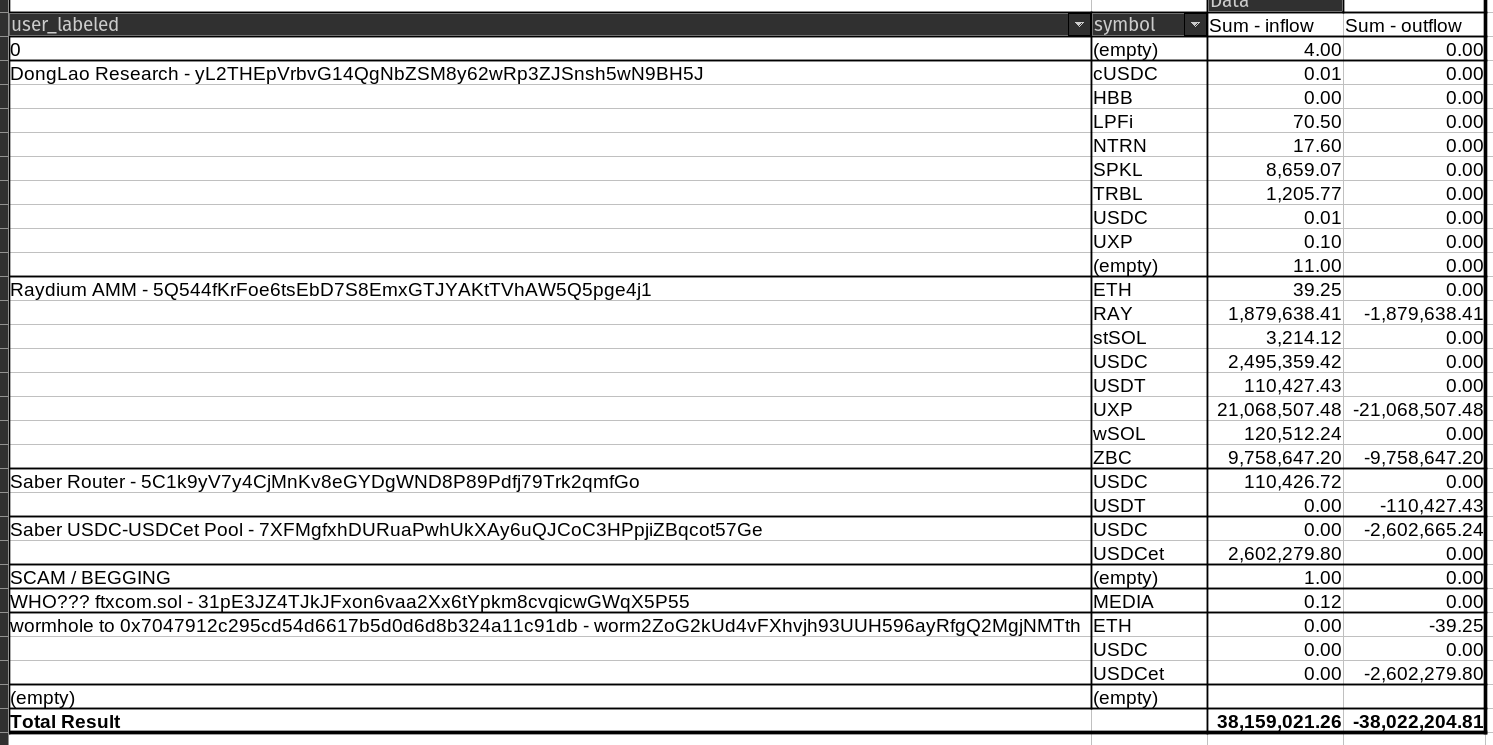 Data
user_labeled symbol Sum - inflow Sum - outflow
0 (empty) 4.00 0.00
DongLao Research - yL2THEpVrbvG14QgNbZSM8y62wRp3ZJSnsh5wN9BH5J cUSDC 0.01 0.00
HBB 0.00 0.00
LPFi 70.50 0.00
NTRN 17.60 0.00
SPKL 8,659.07 0.00
TRBL 1,205.77 0.00
USDC 0.01 0.00
UXP 0.10 0.00
(empty) 11.00 0.00
Raydium AMM - 5Q544fKrFoe6tsEbD7S8EmxGTJYAKtTVhAW5Q5pge4j1 ETH 39.25 0.00
RAY 1,879,638.41 -1,879,638.41
stSOL 3,214.12 0.00
USDC 2,495,359.42 0.00
USDT 110,427.43 0.00
UXP 21,068,507.48 -21,068,507.48
wSOL 120,512.24 0.00
ZBC 9,758,647.20 -9,758,647.20
Saber Router - 5C1k9yV7y4CjMnKv8eGYDgWND8P89Pdfj79Trk2qmfGo USDC 110,426.72 0.00
USDT 0.00 -110,427.43
Saber USDC-USDCet Pool - 7XFMgfxhDURuaPwhUkXAy6uQJCoC3HPpjiZBqcot57Ge USDC 0.00 -2,602,665.24
USDCet 2,602,279.80 0.00
SCAM / BEGGING (empty) 1.00 0.00
WHO??? ftxcom.sol - 31pE3JZ4TJkJFxon6vaa2Xx6tYpkm8cvqicwGWqX5P55 MEDIA 0.12 0.00
wormhole to 0x7047912c295cd54d6617b5d0d6d8b324a11c91db - worm2ZoG2kUd4vFXhvjh93UUH596ayRfgQ2MgjNMTth ETH 0.00 -39.25
USDC 0.00 0.00
USDCet 0.00 -2,602,279.80
(empty) (empty)
Total Result 38,159,021.26 -38,022,204.81